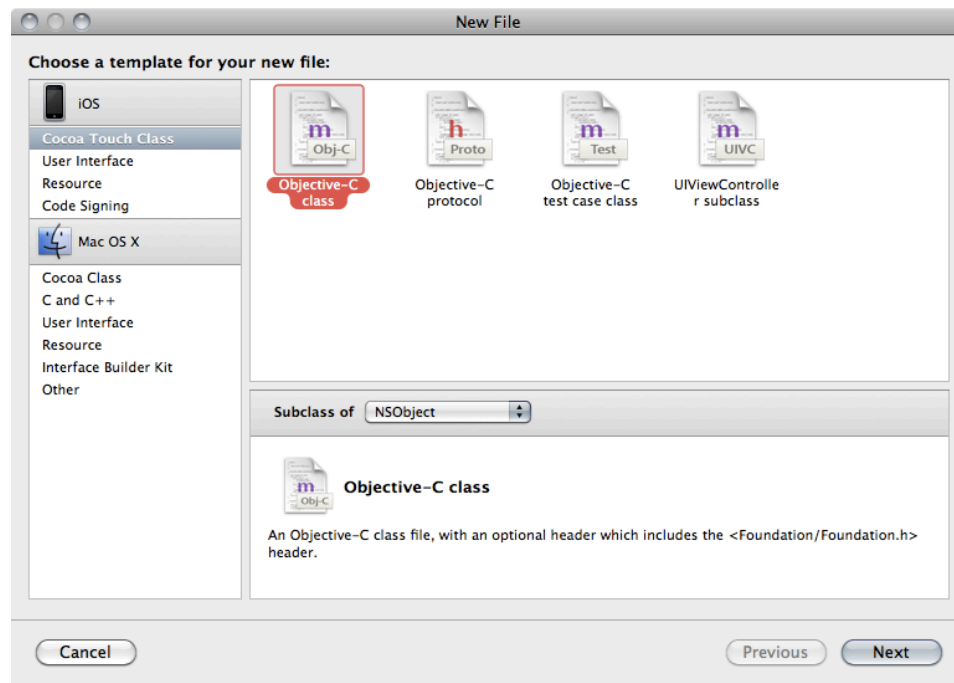 New File
Choose a template for your new file:
iOS
Cocoa Touch Class
User Interface
Resource
Code Signing
Mac OS X
Cocoa Class
C and C++
User Interface
Resource
Interface Builder Kit
Other
m
Obj-C
Objective-C
class
h
Proto
Objective-C
protocol
m
Test
Objective-C
test case class
m
UIVC
UIViewControlle
r subclass
Subclass of NSObject
m
Obj-C
Objective-C class
An Objective-C class file, with an optional header which includes the <Foundation/Foundation.h>
header.
Cancel
Previous
Next